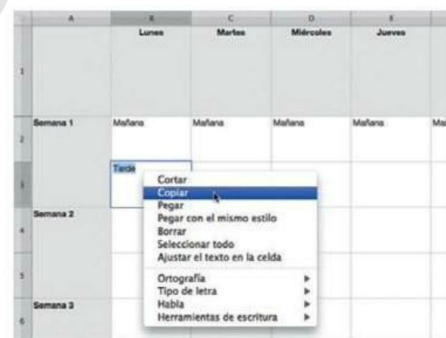 A B C D E
Lunes Martes Miércoles Jueves
1
Semana 1 Mañana Mañana Mañana Mañana
2
Tarde
3
Cortar
Copiar
Pegar
Pegar con el mismo estilo
Borrar
Seleccionar todo
Ajustar el texto en la celda
Ortografía
Tipo de letra
Habla
Herramientas de escritura
Semana 2
4
5
Semana 3
6